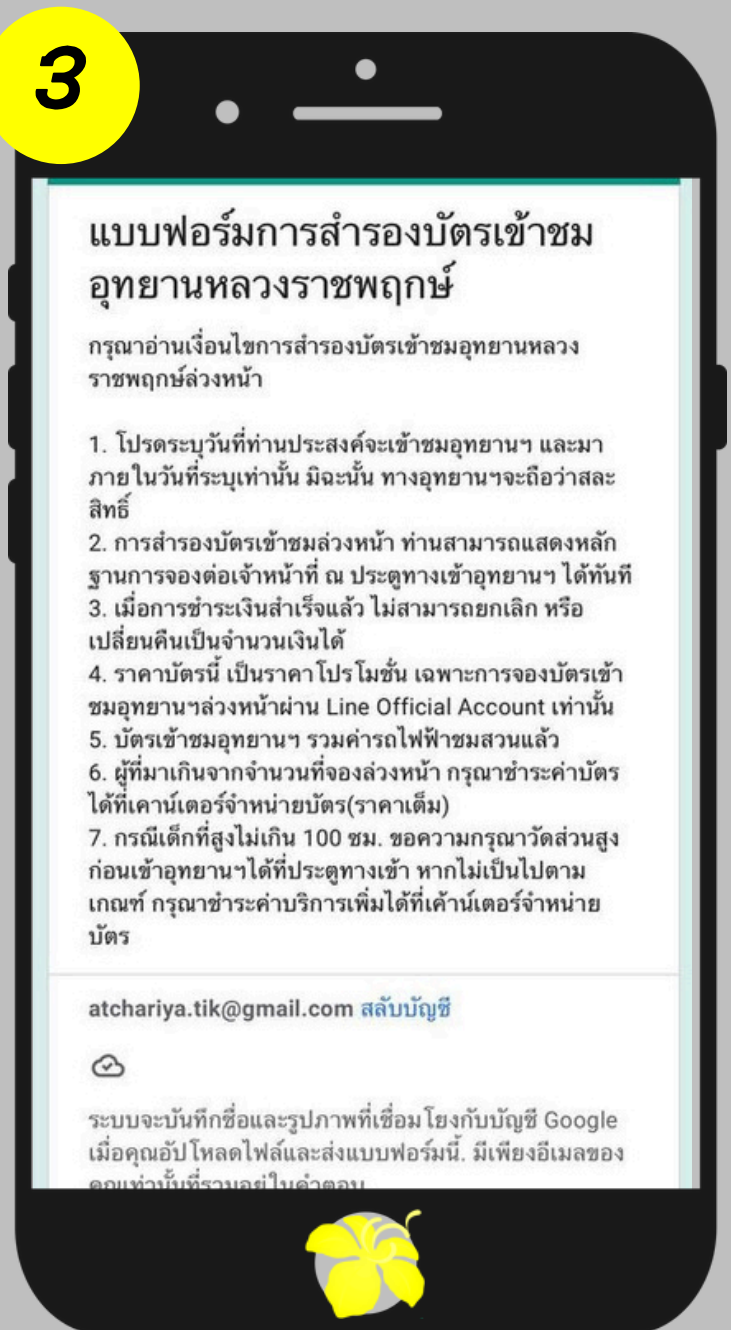 3
แบบฟอร์มการสำรองบัตรเข้าชม
อุทยานหลวงราชพฤกษ์
กรุณาอ่านเงื่อนไขการสำรองบัตรเข้าชมอุทยานหลวง
ราชพฤกษ์ล่วงหน้า
1. โปรดระบุวันที่ท่านประสงค์จะเข้าชมอุทยานฯ และมา
ภายในวันที่ระบุเท่านั้น มิฉะนั้น ทางอุทยานฯจะถือว่าสละ
สิทธิ์
2. การสำรองบัตรเข้าชมล่วงหน้า ท่านสามารถแสดงหลัก
ฐานการจองต่อเจ้าหน้าที่ ณ ประตูทางเข้าอุทยานฯ ได้ทันที
3. เมื่อการชำระเงินสำเร็จแล้ว ไม่สามารถยกเลิก หรือ
เปลี่ยนคืนเป็นจำนวนเงินได้
4. ราคาบัตรนี้ เป็นราคาโปรโมชั่น เฉพาะการจองบัตรเข้า
ชมอุทยานฯล่วงหน้าผ่าน Line Official Account เท่านั้น
5. บัตรเข้าชมอุทยานฯ รวมค่ารถไฟฟ้าชมสวนแล้ว
6. ผู้ที่มาเกินจากจำนวนที่จองล่วงหน้า กรุณาชำระค่าบัตร
ได้ที่เคาน์เตอร์จำหน่ายบัตร(ราคาเต็ม)
7. กรณีเด็กที่สูงไม่เกิน 100 ซม. ขอความกรุณาวัดส่วนสูง
ก่อนเข้าอุทยานฯได้ที่ประตูทางเข้า หากไม่เป็นไปตาม
เกณฑ์ กรุณาชำระค่าบริการเพิ่มได้ที่เค้าน์เตอร์จำหน่าย
บัตร
atchariya.tik@gmail.com สลับบัญชี
ระบบจะบันทึกชื่อและรูปภาพที่เชื่อมโยงกับบัญชี Google
เมื่อคุณอัปโหลดไฟล์และส่งแบบฟอร์มนี้. มีเพียงอีเมลของ
คุณเท่านั้นที่รวมอยู่ในคำตอบ